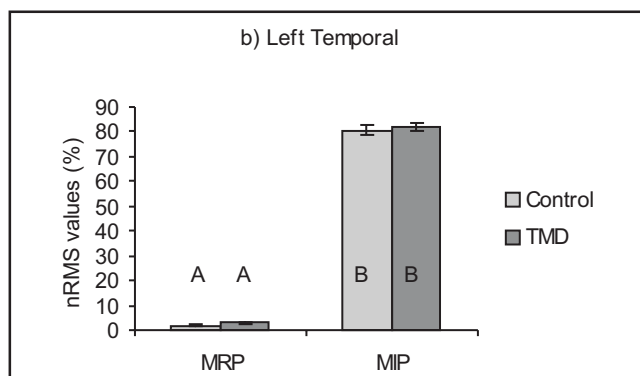 b) Left Temporal
nRMS values (%)
90
80
70
60
50
40
30
20
10
0
A A B B
MRP MIP
Control
TMD